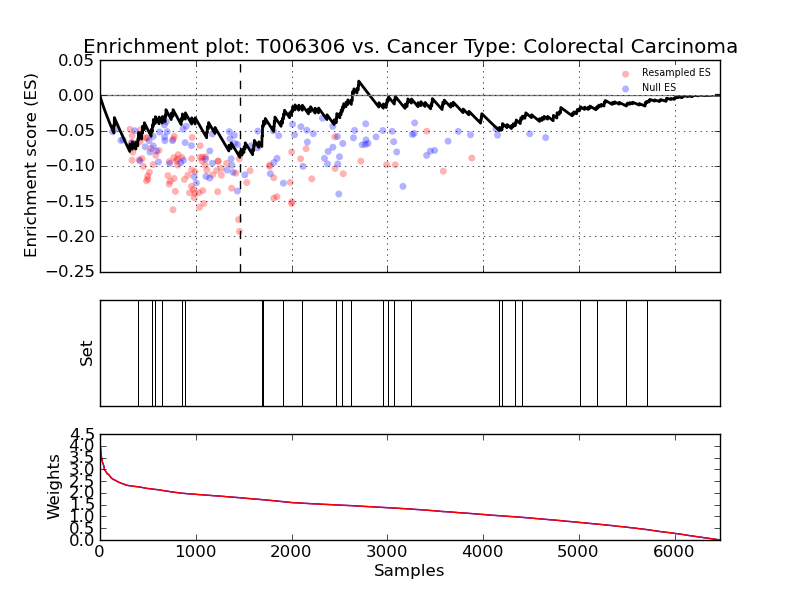 Enrichment plot: T006306 vs. Cancer Type: Colorectal Carcinoma
Enrichment score (ES)
0.05
0.00
−0.05
−0.10
−0.15
−0.20
−0.25
Resampled ES
Null ES
Set
Weights
4.5
4.0
3.5
3.0
2.5
2.0
1.5
1.0
0.5
0.0
0 1000 2000 3000 4000 5000 6000
Samples